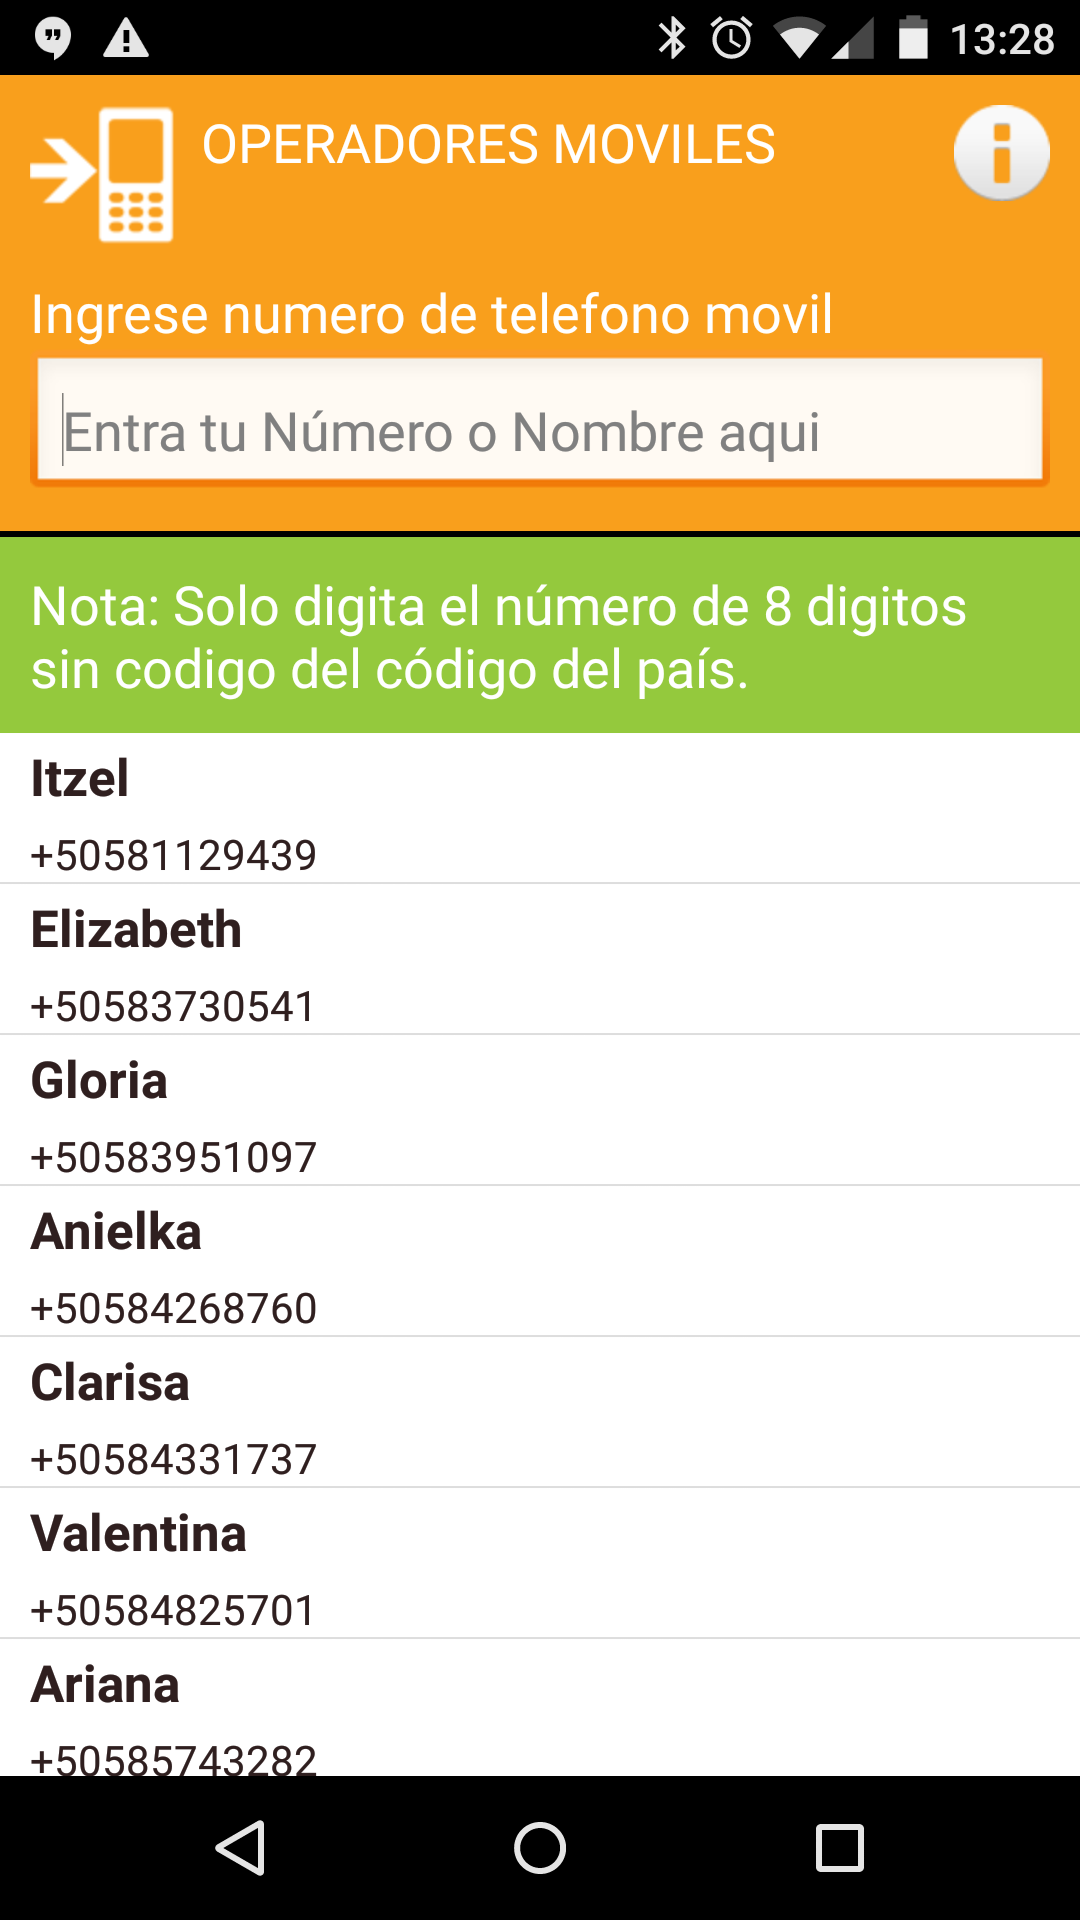 13:28
OPERADORES MOVILES
Ingrese numero de telefono movil
Entra tu Número o Nombre aqui
Nota: Solo digita el número de 8 digitos
sin codigo del código del país.
Itzel
+50581129439
Elizabeth
+50583730541
Gloria
+50583951097
Anielka
+50584268760
Clarisa
+50584331737
Valentina
+50584825701
Ariana
+50585743282